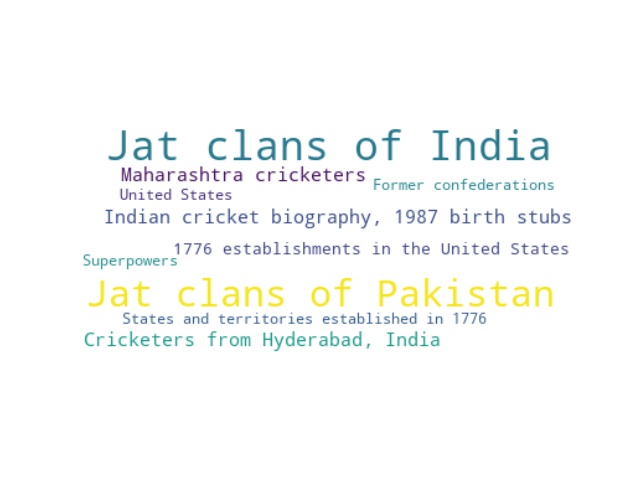 Jat clans of India
Maharashtra cricketers
Former confederations
United States
Indian cricket biography, 1987 birth stubs
1776 establishments in the United States
Superpowers
Jat clans of Pakistan
States and territories established in 1776
Cricketers from Hyderabad, India